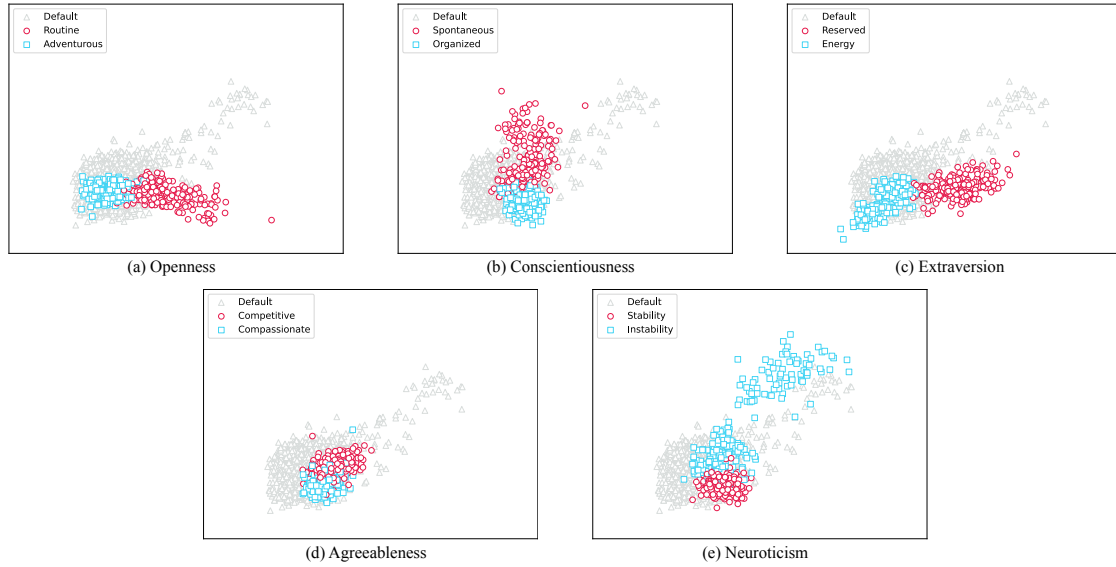 Default
Routine
Adventurous
(a) Openness
Default
Spontaneous
Organized
(b) Conscientiousness
Default
Reserved
Energy
(c) Extraversion
Default
Competitive
Compassionate
(d) Agreeableness
Default
Stability
Instability
(e) Neuroticism